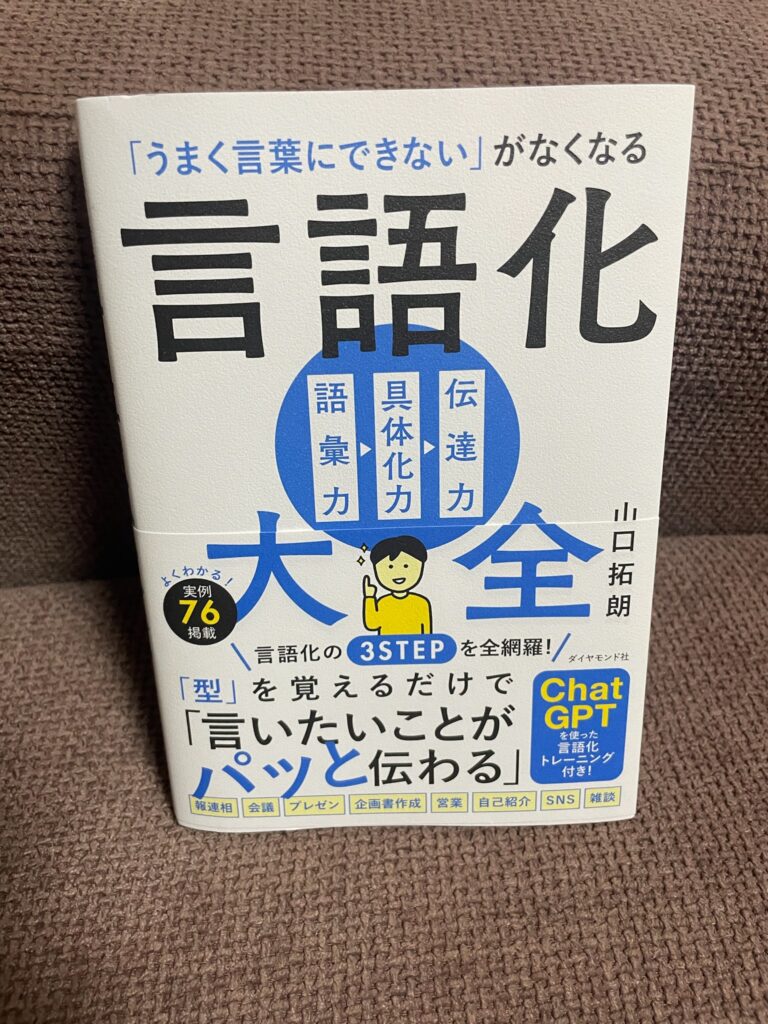 「うまく言葉にできない」がなくなる
言語化
語彙力
具体化力
伝達力
大全
山口拓朗
よくわかる!
実例
76
掲載
言語化の3STEPを全網羅!
ダイヤモンド社
「型」を覚えるだけで
「言いたいことが
パッと伝わる」
Chat
GPT
を使った
言語化
トレーニング
付き!
報連相 会議 プレゼン 企画書作成 営業 自己紹介 SNS 雑談